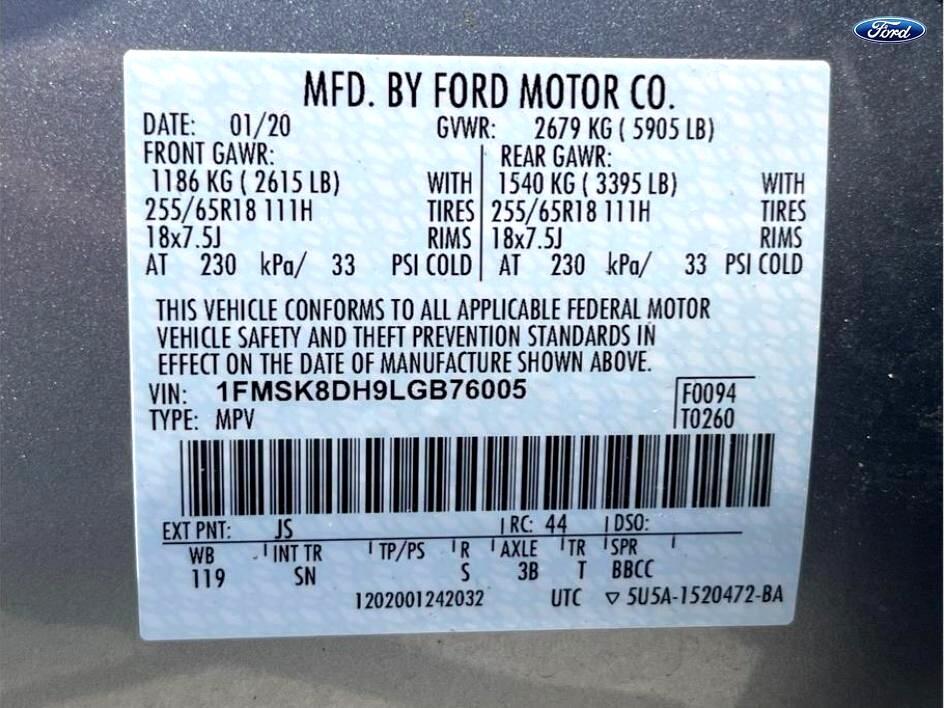 Ford
MFD. BY FORD MOTOR CO.
DATE: 01/20 GVWR: 2679 KG ( 5905 LB)
FRONT GAWR: REAR GAWR:
1186 KG ( 2615 LB) WITH 1540 KG ( 3395 LB) WITH
255/65R18 111H TIRES 255/65R18 111H TIRES
18x7.5J RIMS 18x7.5J RIMS
AT 230 kPa/ 33 PSI COLD AT 230 kPa/ 33 PSI COLD
THIS VEHICLE CONFORMS TO ALL APPLICABLE FEDERAL MOTOR
VEHICLE SAFETY AND THEFT PREVENTION STANDARDS IN
EFFECT ON THE DATE OF MANUFACTURE SHOWN ABOVE.
VIN: 1FMSK8DH9LGB76005 F0094
TYPE: MPV T0260
EXT PNT: JS RC: 44 DSO:
WB INT TR TP/PS R AXLE TR SPR
119 SN S 3B T BBCC
1202001242032 UTC ▽ 5U5A-1520472-BA